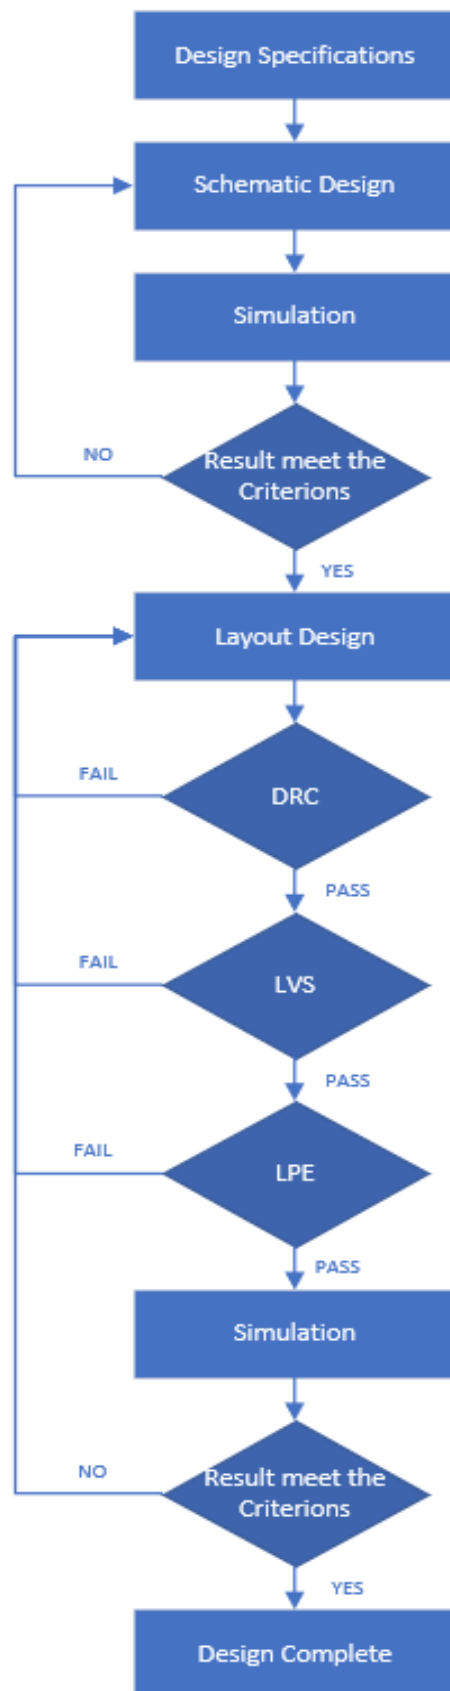 Design Specifications
Schematic Design
Simulation
NO
Result meet the
Criterions
YES
Layout Design
FAIL
DRC
PASS
FAIL
LVS
PASS
FAIL
LPE
PASS
Simulation
NO
Result meet the
Criterions
YES
Design Complete